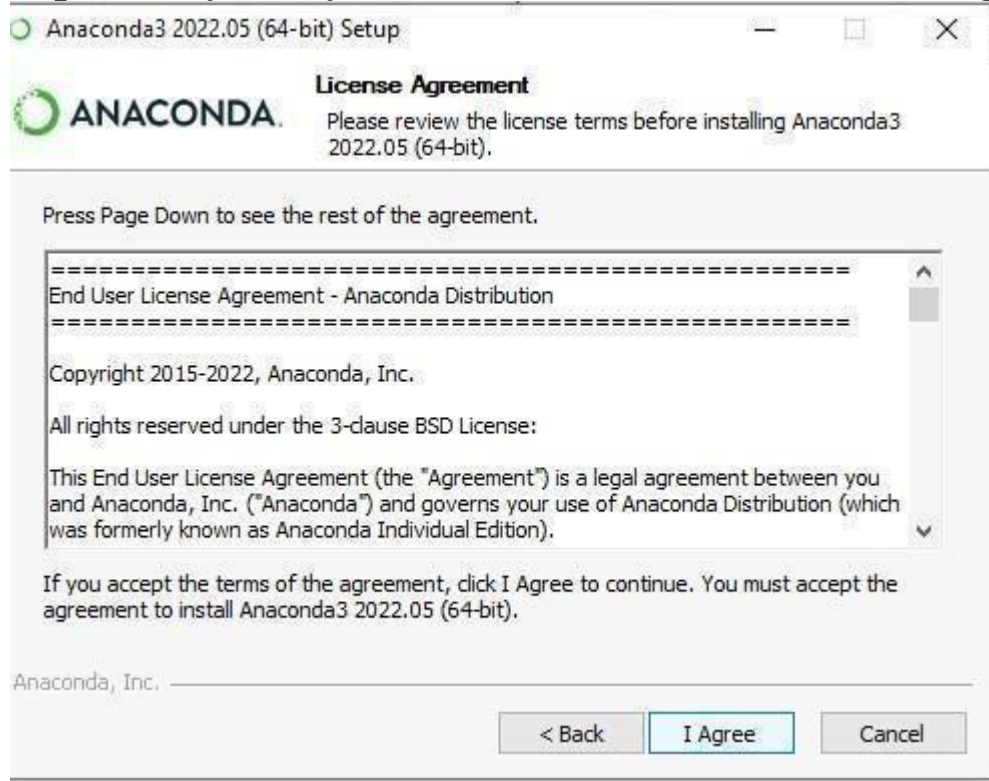 Anaconda3 2022.05 (64-bit) Setup
ANACONDA.
License Agreement
Please review the license terms before installing Anaconda3
2022.05 (64-bit).
Press Page Down to see the rest of the agreement.
==================================================
End User License Agreement - Anaconda Distribution
==================================================
Copyright 2015-2022, Anaconda, Inc.
All rights reserved under the 3-clause BSD License:
This End User License Agreement (the "Agreement") is a legal agreement between you
and Anaconda, Inc. ("Anaconda") and governs your use of Anaconda Distribution (which
was formerly known as Anaconda Individual Edition).
If you accept the terms of the agreement, click I Agree to continue. You must accept the
agreement to install Anaconda3 2022.05 (64-bit).
Anaconda, Inc.
< Back
I Agree
Cancel